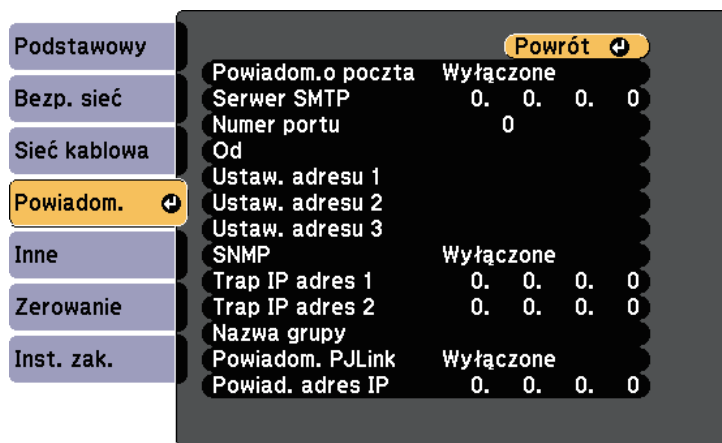 Podstawowy
Bezp. sieć
Sieć kablowa
Powiadom.
Inne
Zerowanie
Inst. zak.
Powrót
Powiadom.o poczta Wyłączone
Serwer SMTP 0. 0. 0. 0
Numer portu 0
Od
Ustaw. adresu 1
Ustaw. adresu 2
Ustaw. adresu 3
SNMP Wyłączone
Trap IP adres 1 0. 0. 0. 0
Trap IP adres 2 0. 0. 0. 0
Nazwa grupy
Powiadom. PJLink Wyłączone
Powiad. adres IP 0. 0. 0. 0